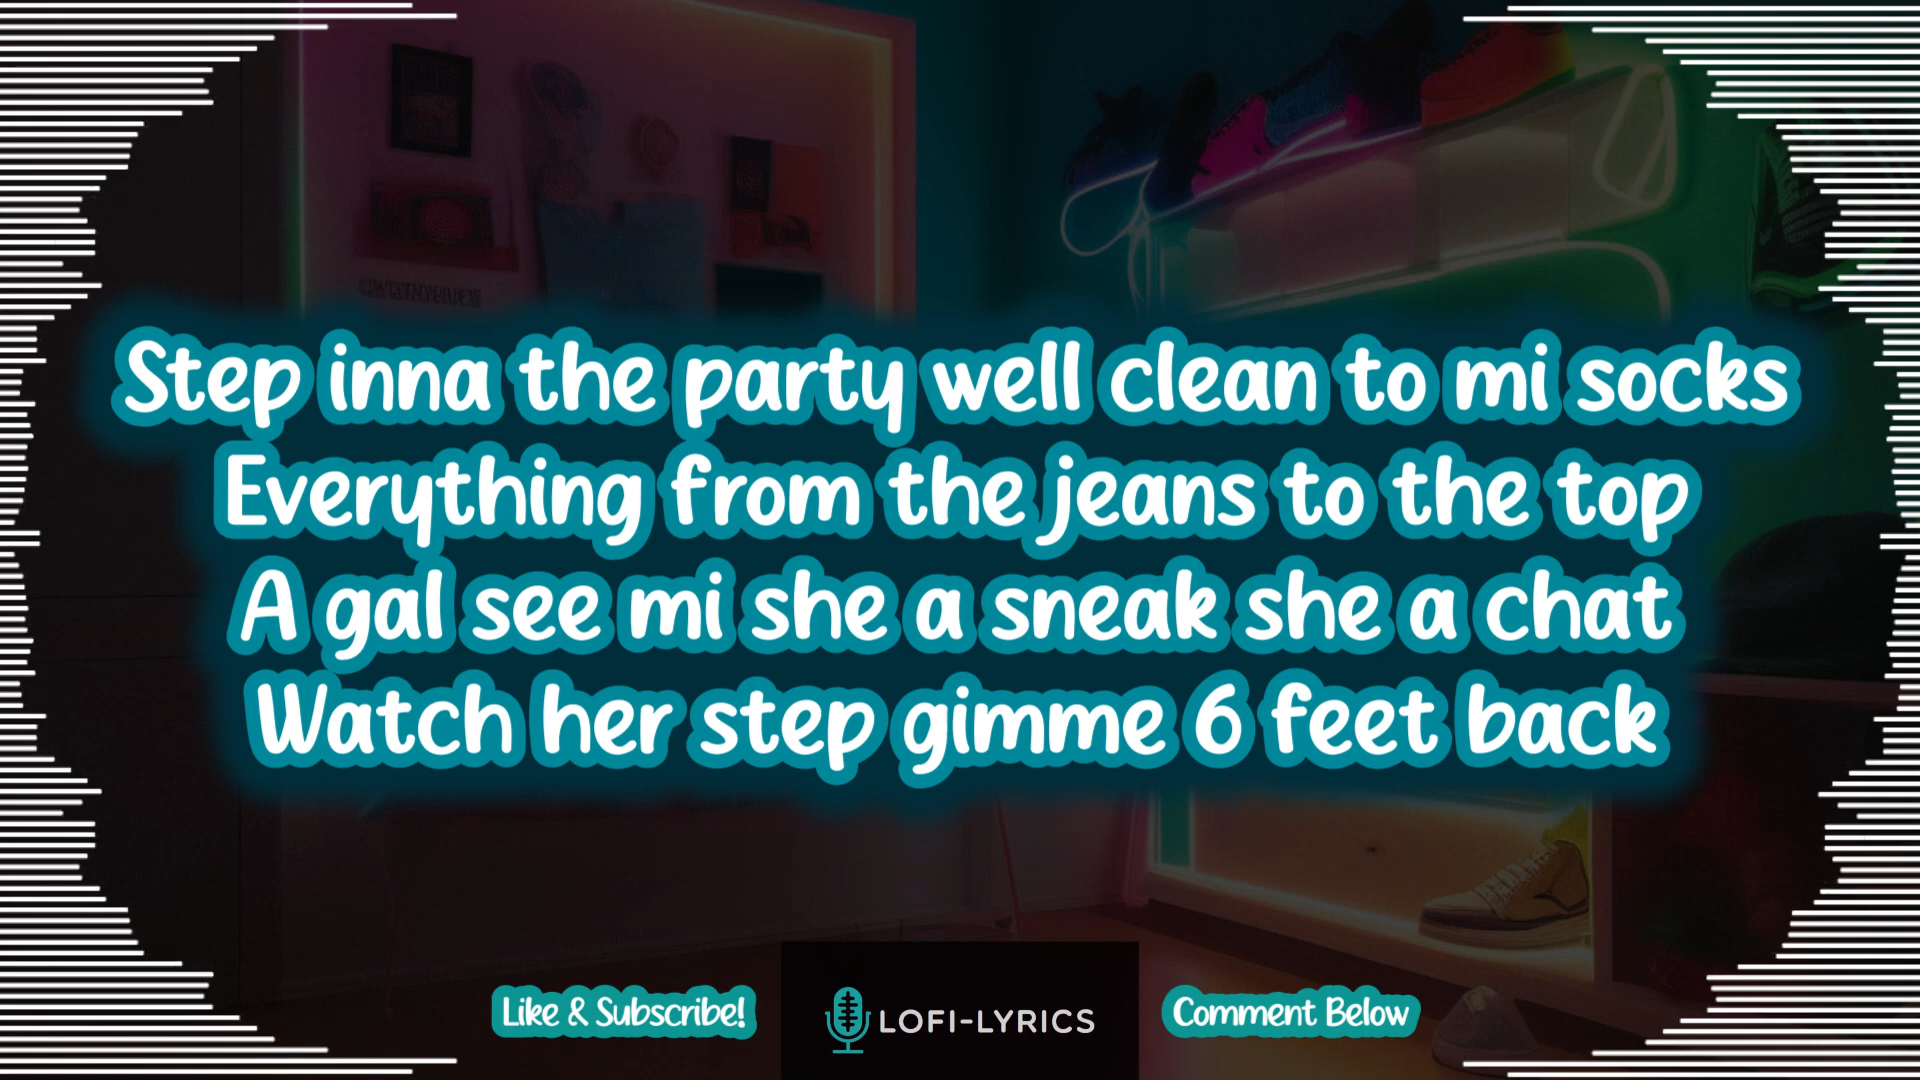 Step inna the party well clean to mi socks
Everything from the jeans to the top
A gal see mi she a sneak she a chat
Watch her step gimme 6 feet back
Like & Subscribe!
LOFI-LYRICS
Comment Below